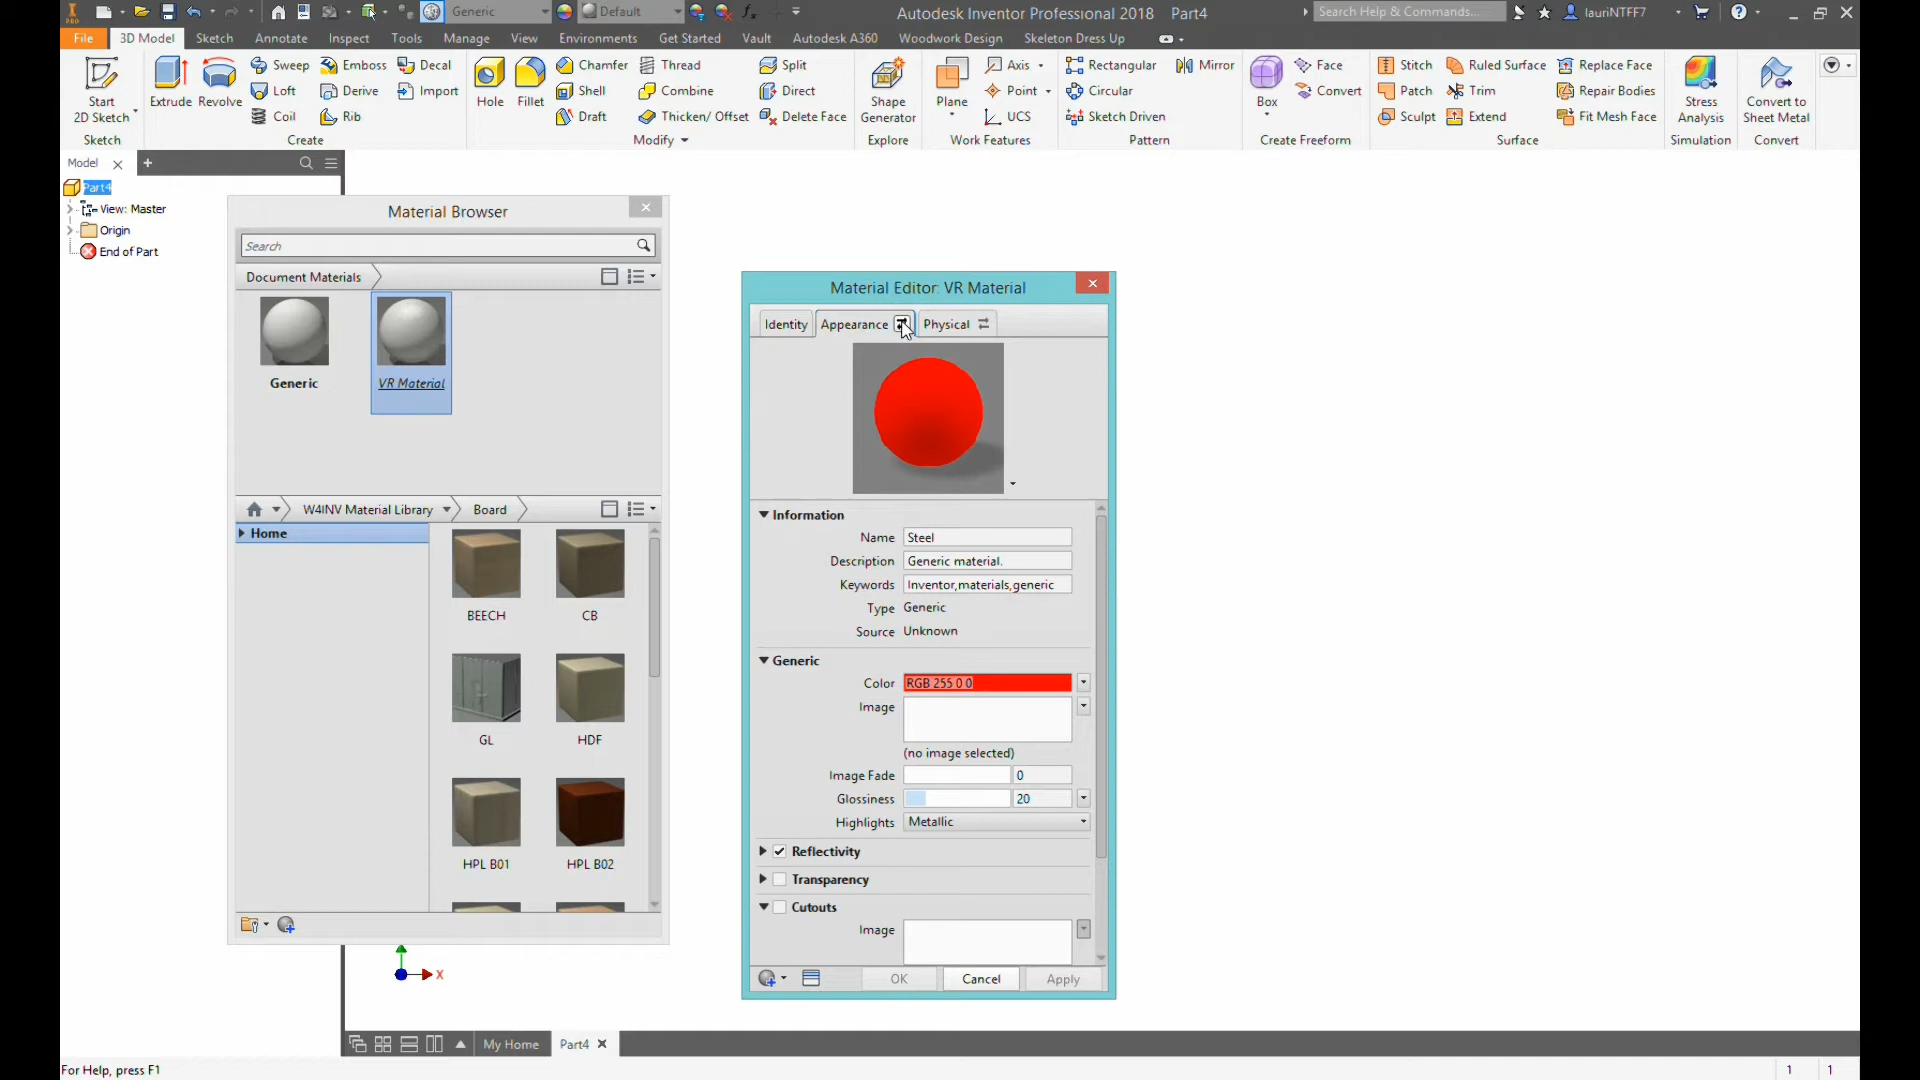 PRO
Generic
Default
Autodesk Inventor Professional 2018 Part4
Search Help & Commands...
lauriNTFF7
File 3D Model Sketch Annotate Inspect Tools Manage View Environments Get Started Vault Autodesk A360 Woodwork Design Skeleton Dress Up
Start 2D Sketch
Sketch
Extrude Revolve
Sweep Emboss Decal
Loft Derive Import
Coil Rib
Create
Hole Fillet
Chamfer Thread Split
Shell Combine Direct
Draft Thicken/ Offset Delete Face
Modify
Shape Generator
Explore
Plane
Axis
Point
UCS
Work Features
Rectangular Mirror
Circular
Sketch Driven
Pattern
Box
Face
Convert
Create Freeform
Stitch Ruled Surface Replace Face
Patch Trim Repair Bodies
Sculpt Extend Fit Mesh Face
Surface
Stress Analysis
Simulation
Convert to Sheet Metal
Convert
Model
Part4
View: Master
Origin
End of Part
Material Browser
Search
Document Materials
Generic VR Material
W4INV Material Library Board
Home
BEECH CB
GL HDF
HPL B01 HPL B02
Material Editor: VR Material
Identity Appearance Physical
Information
Name Steel
Description Generic material.
Keywords Inventor,materials,generic
Type Generic
Source Unknown
Generic
Color RGB 255 0 0
Image
(no image selected)
Image Fade 0
Glossiness 20
Highlights Metallic
Reflectivity
Transparency
Cutouts
Image
OK Cancel Apply
X
My Home Part4
For Help, press F1
1 1